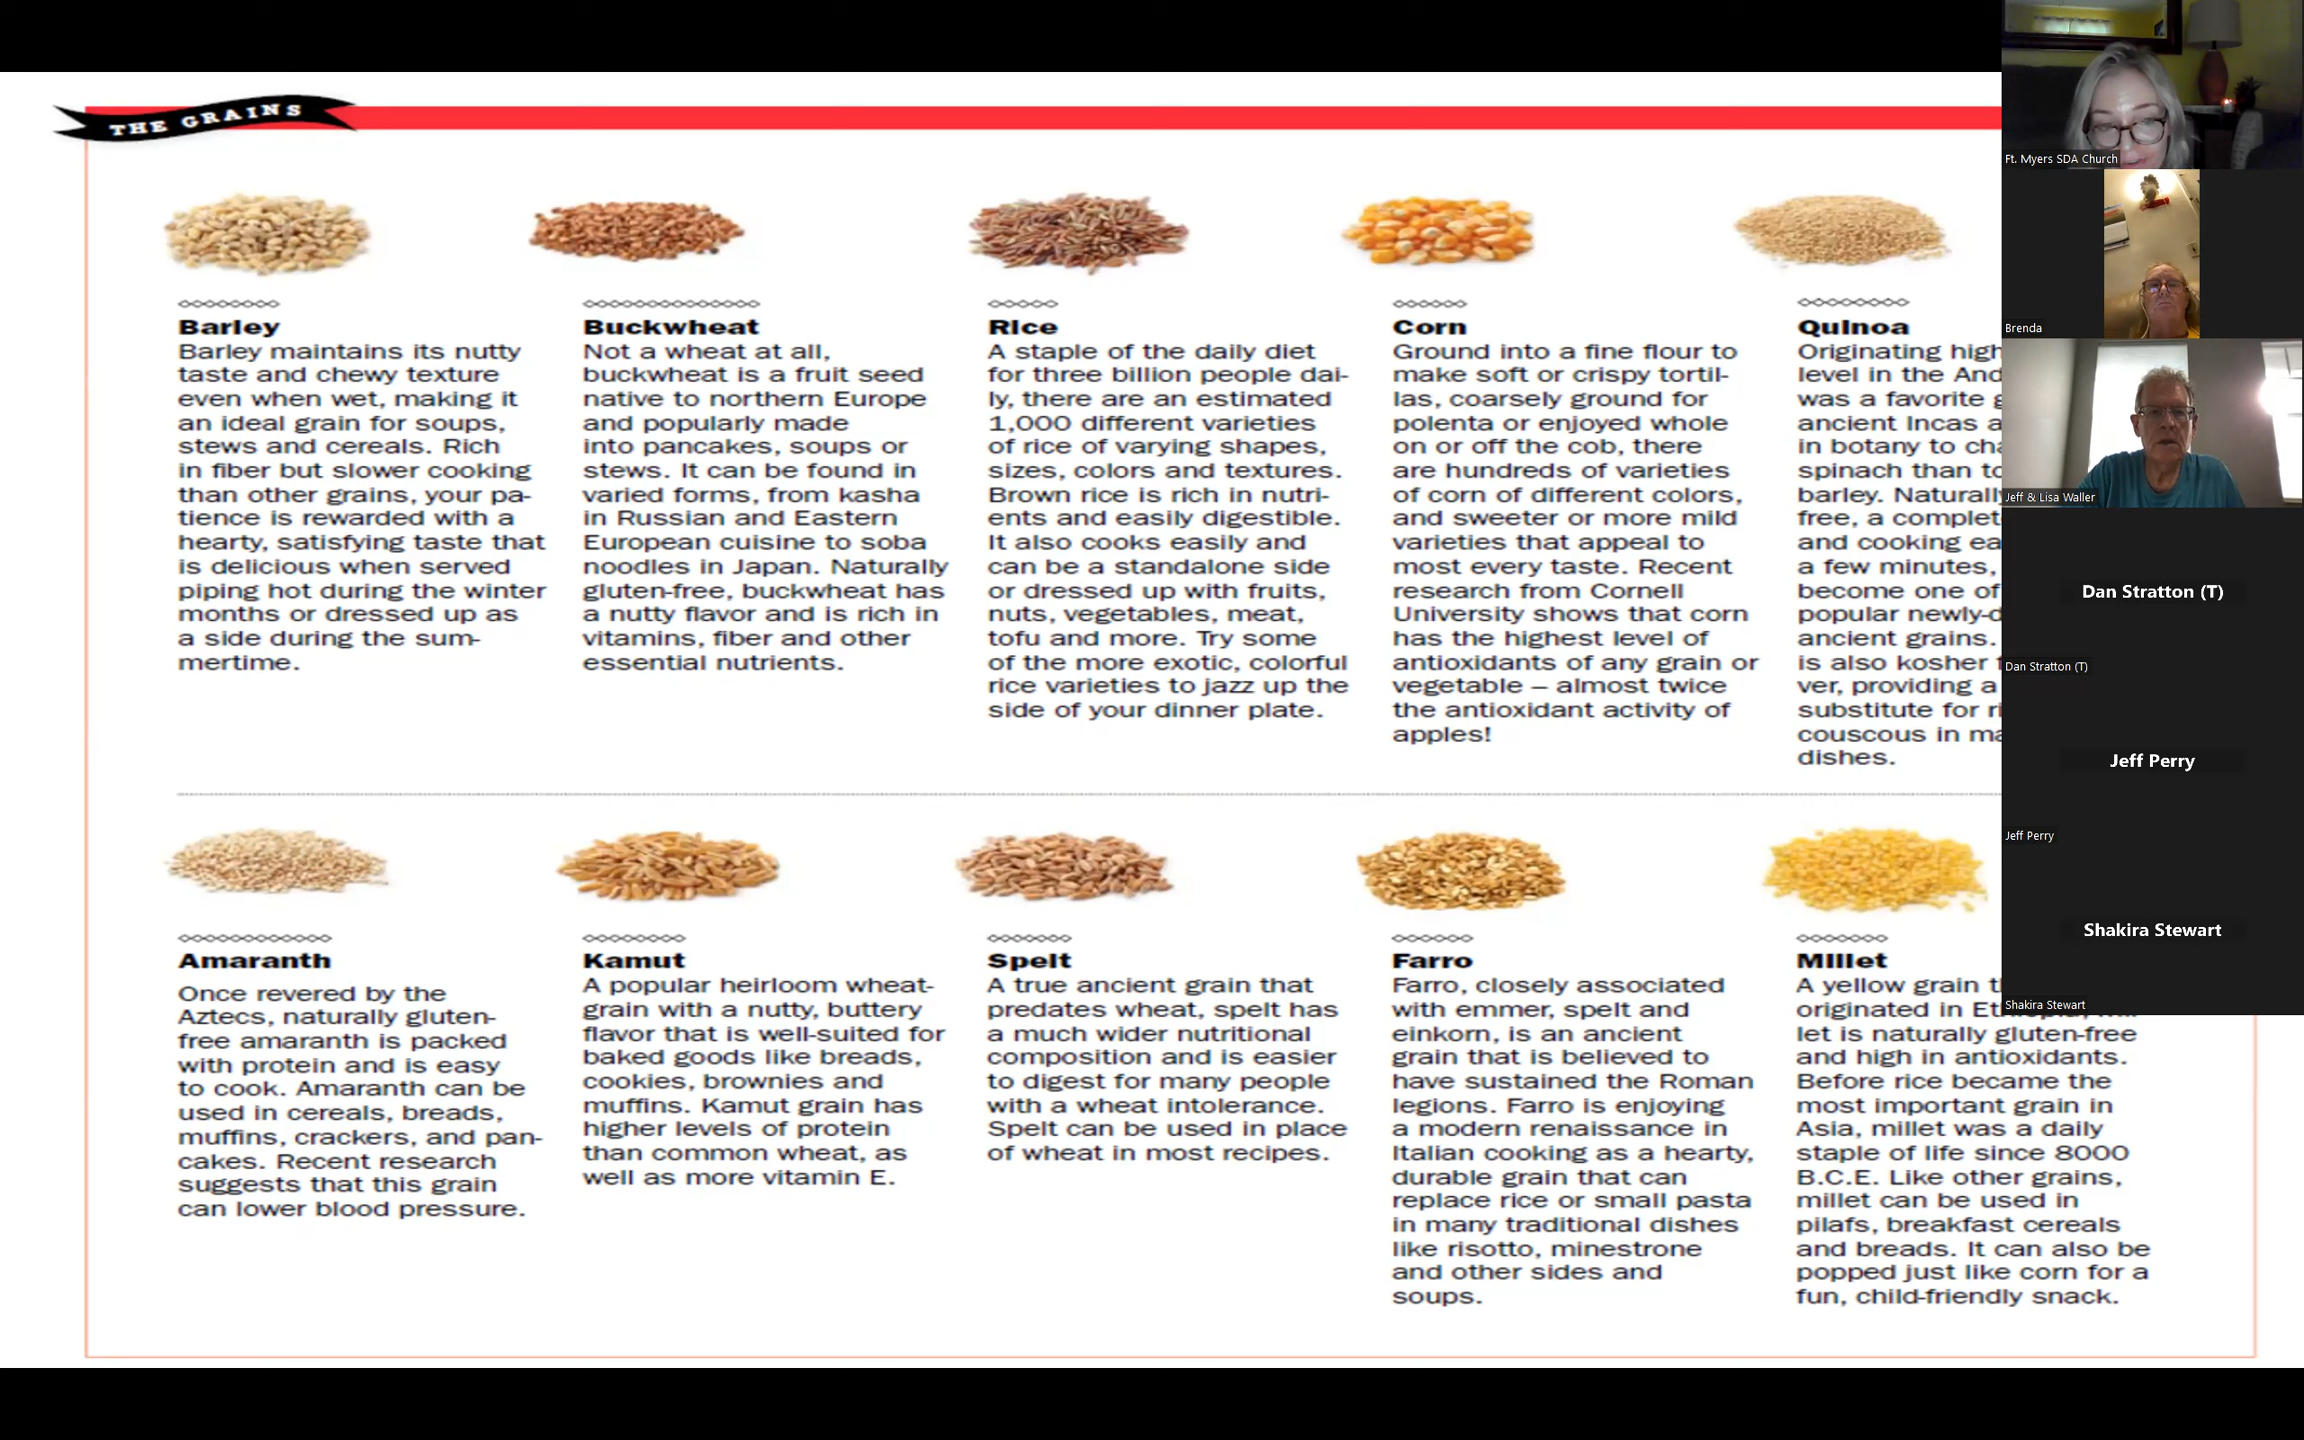 THE GRAINS
Barley
Barley maintains its nutty
taste and chewy texture
even when wet, making it
an ideal grain for soups,
stews and cereals. Rich
in fiber but slower cooking
than other grains, your pa-
tience is rewarded with a
hearty, satisfying taste that
is delicious when served
piping hot during the winter
months or dressed up as
a side during the sum-
mertime.
Buckwheat
Not a wheat at all,
buckwheat is a fruit seed
native to northern Europe
and popularly made
into pancakes, soups or
stews. It can be found in
varied forms, from kasha
in Russian and Eastern
European cuisine to soba
noodles in Japan. Naturally
gluten-free, buckwheat has
a nutty flavor and is rich in
vitamins, fiber and other
essential nutrients.
Rice
A staple of the daily diet
for three billion people dai-
ly, there are an estimated
1,000 different varieties
of rice of varying shapes,
sizes, colors and textures.
Brown rice is rich in nutri-
ents and easily digestible.
It also cooks easily and
can be a standalone side
or dressed up with fruits,
nuts, vegetables, meat,
tofu and more. Try some
of the more exotic, colorful
rice varieties to jazz up the
side of your dinner plate.
Corn
Ground into a fine flour to
make soft or crispy tortil-
las, coarsely ground for
polenta or enjoyed whole
on or off the cob, there
are hundreds of varieties
of corn of different colors,
and sweeter or more mild
varieties that appeal to
most every taste. Recent
research from Cornell
University shows that corn
has the highest level of
antioxidants of any grain or
vegetable – almost twice
the antioxidant activity of
apples!
Quinoa
Originating high
level in the And
was a favorite
ancient Incas a
in botany to cha
spinach than to
barley. Naturally
free, a complet
and cooking ea
a few minutes,
become one of
popular newly-d
ancient grains.
is also kosher
ver, providing a
substitute for ri
couscous in ma
dishes.
Amaranth
Once revered by the
Aztecs, naturally gluten-
free amaranth is packed
with protein and is easy
to cook. Amaranth can be
used in cereals, breads,
muffins, crackers, and pan-
cakes. Recent research
suggests that this grain
can lower blood pressure.
Kamut
A popular heirloom wheat-
grain with a nutty, buttery
flavor that is well-suited for
baked goods like breads,
cookies, brownies and
muffins. Kamut grain has
higher levels of protein
than common wheat, as
well as more vitamin E.
Spelt
A true ancient grain that
predates wheat, spelt has
a much wider nutritional
composition and is easier
to digest for many people
with a wheat intolerance.
Spelt can be used in place
of wheat in most recipes.
Farro
Farro, closely associated
with emmer, spelt and
einkorn, is an ancient
grain that is believed to
have sustained the Roman
legions. Farro is enjoying
a modern renaissance in
Italian cooking as a hearty,
durable grain that can
replace rice or small pasta
in many traditional dishes
like risotto, minestrone
and other sides and
soups.
Millet
A yellow grain
originated in
let is naturally gluten-free
and high in antioxidants.
Before rice became the
most important grain in
Asia, millet was a daily
staple of life since 8000
B.C.E. Like other grains,
millet can be used in
pilafs, breakfast cereals
and breads. It can also be
popped just like corn for a
fun, child-friendly snack.
Ft. Myers SDA Church
Brenda
Jeff & Lisa Waller
Dan Stratton (T)
Dan Stratton (T)
Jeff Perry
Jeff Perry
Shakira Stewart
Shakira Stewart